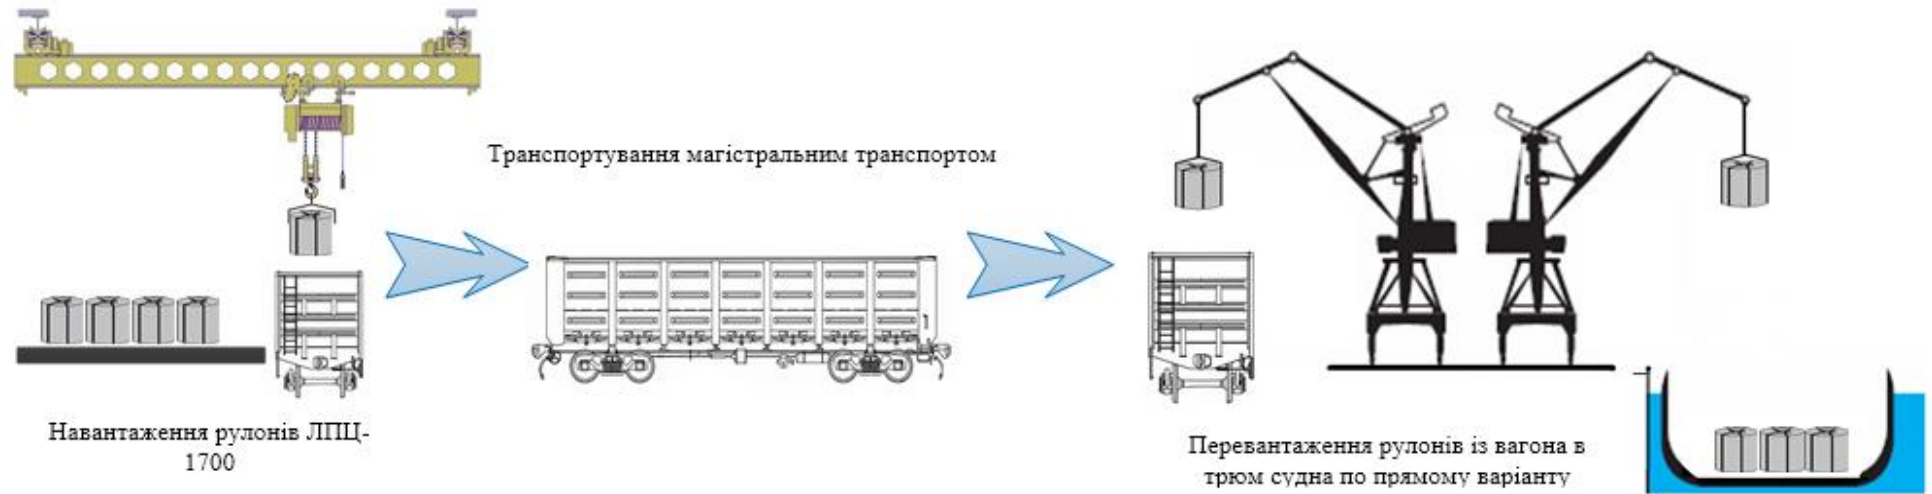 Транспортування магістральним транспортом
Навантаження рулонів ЛПЦ-
1700
Перевантаження рулонів із вагона в
трюм судна по прямому варіанту